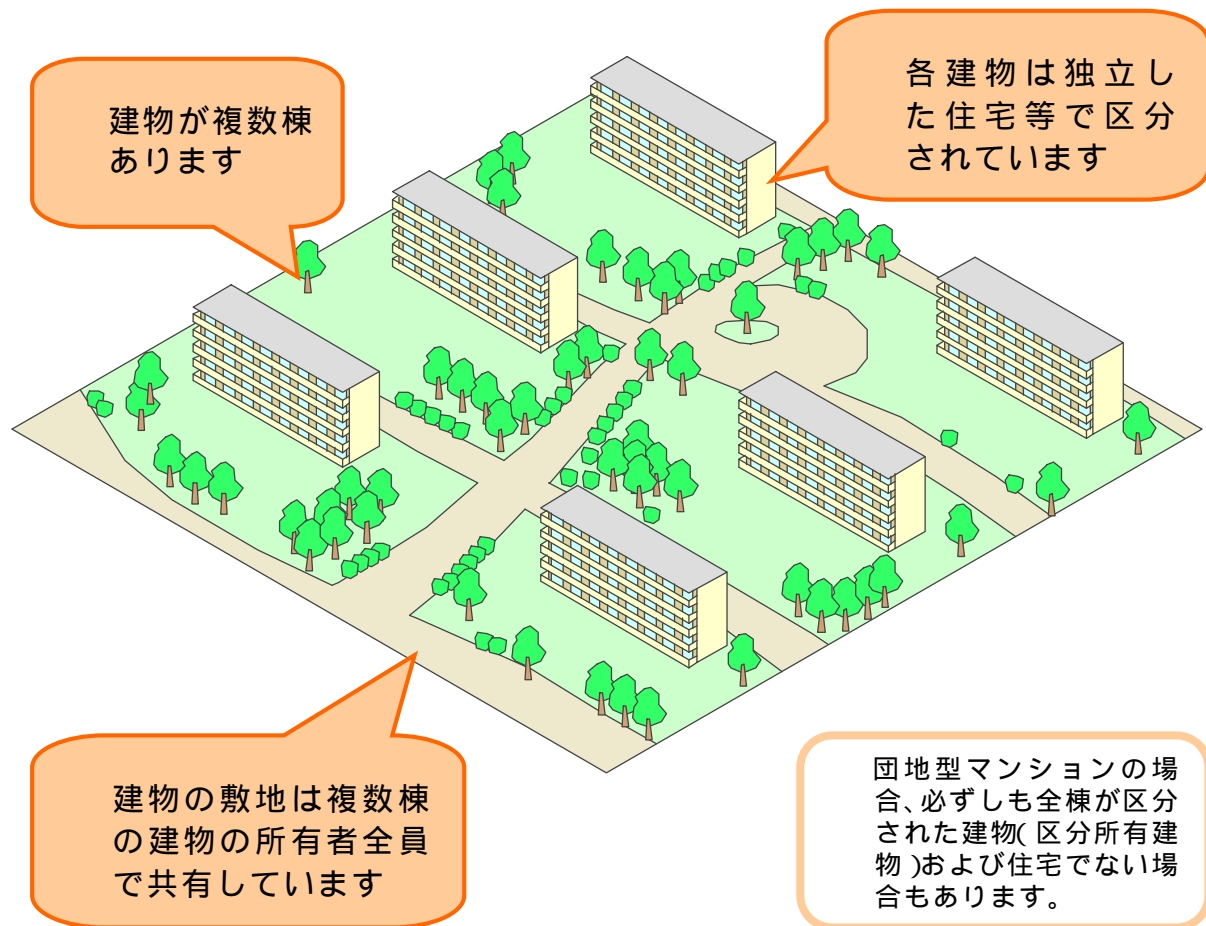 建物が複数棟
あります
各建物は独立し
た住宅等で区分
されています
建物の敷地は複数棟
の建物の所有者全員
で共有しています
団地型マンションの場
合、必ずしも全棟が区分
された建物(区分所有建
物)および住宅でない場
合もあります。